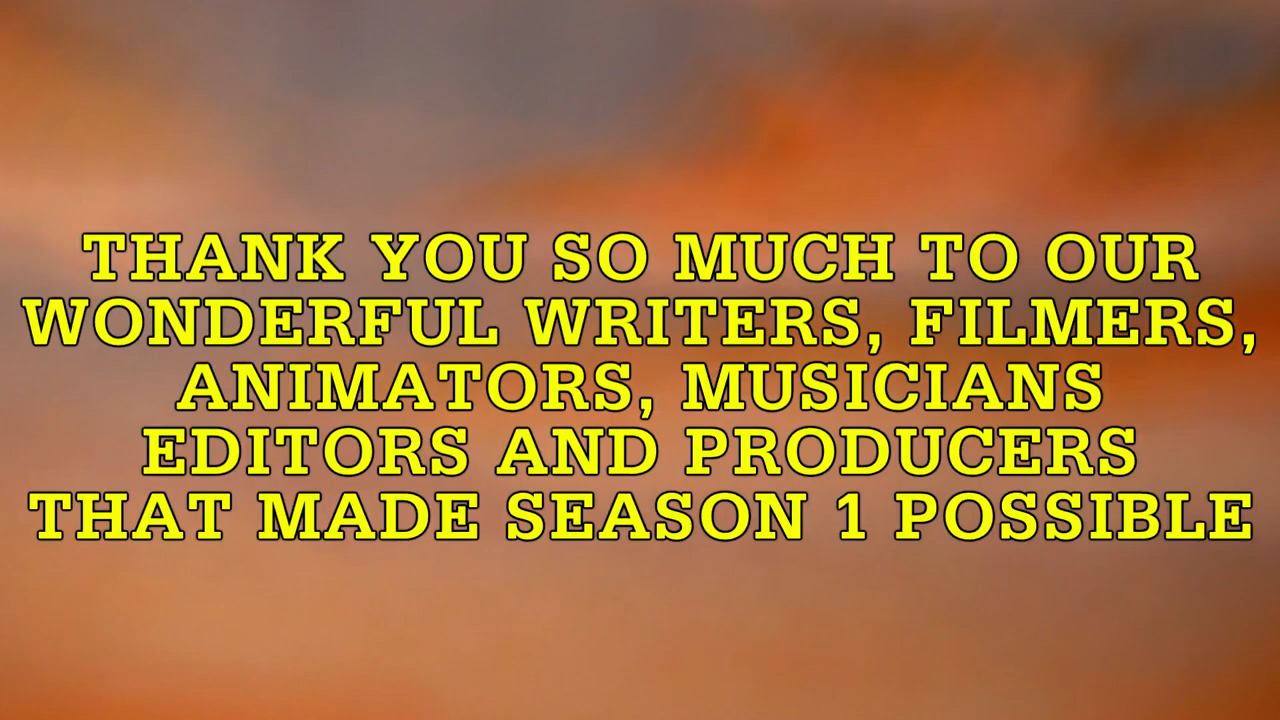 THANK YOU SO MUCH TO OUR
WONDERFUL WRITERS, FILMERS,
ANIMATORS, MUSICIANS
EDITORS AND PRODUCERS
THAT MADE SEASON 1 POSSIBLE